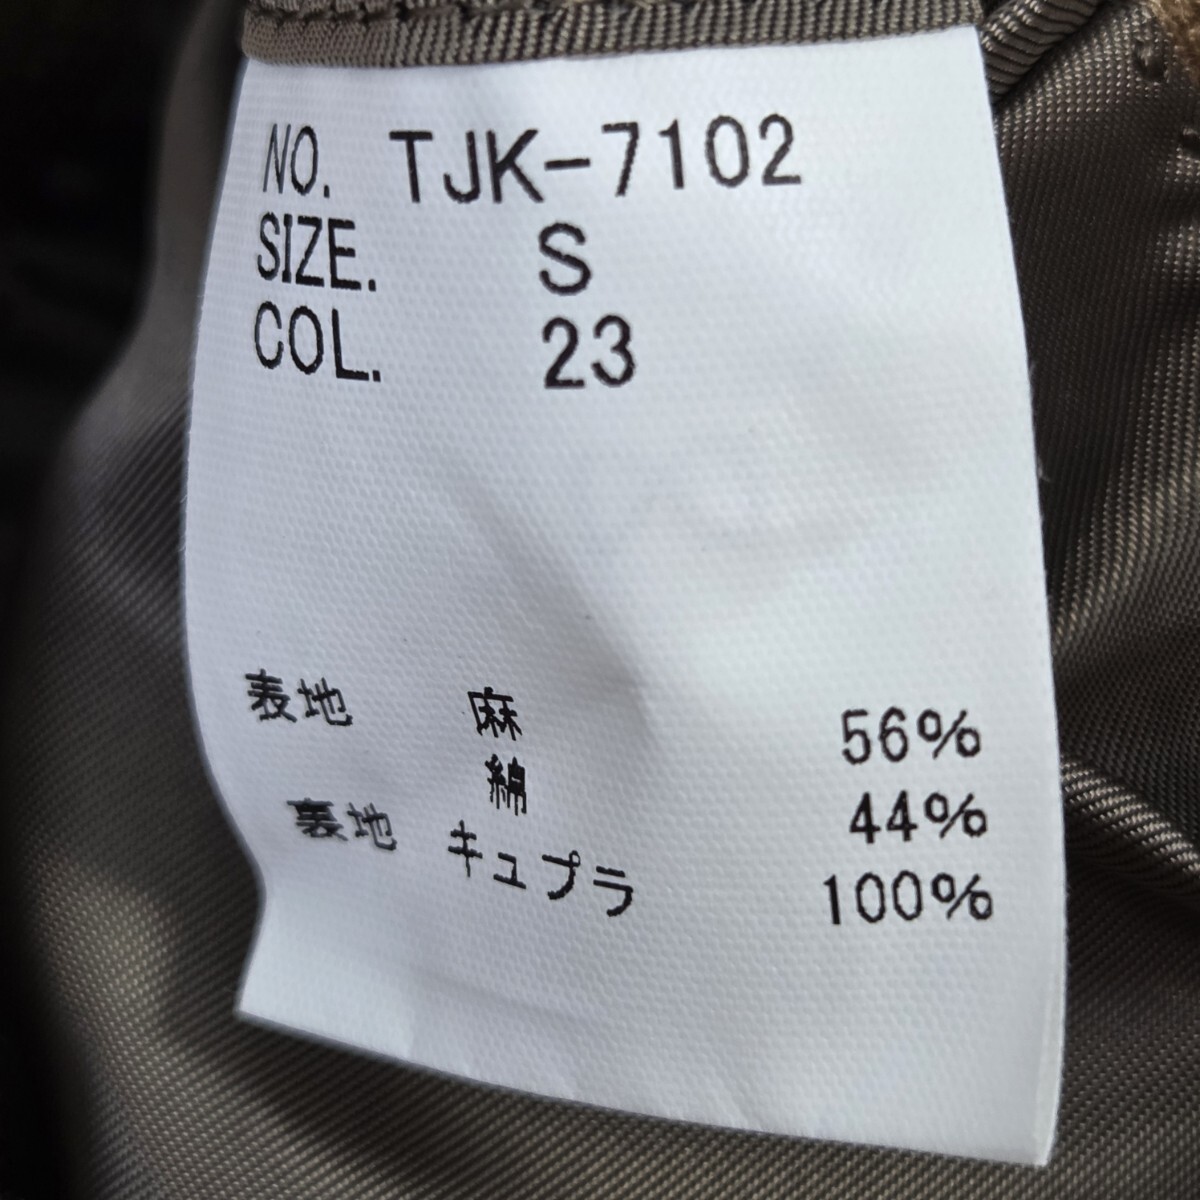 NO. TJK-7102
SIZE. S
COL. 23
表地 麻 56%
綿 44%
裏地 キュプラ 100%